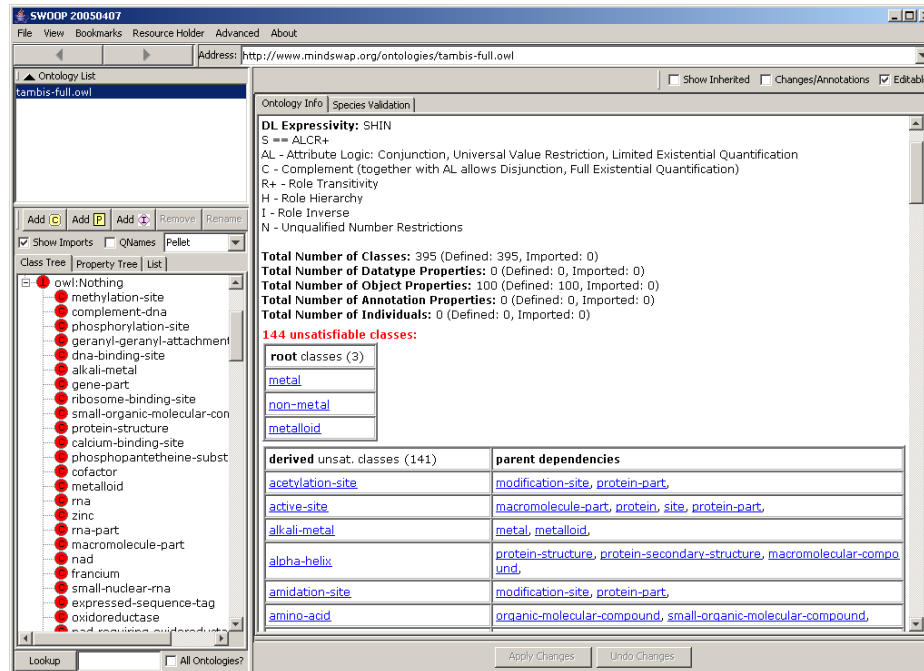 SWOOP 20050407
File View Bookmarks Resource Holder Advanced About
Address: http://www.mindswap.org/ontologies/tambis-full.owl
Ontology List
tambis-full.owl
Show Inherited Changes/Annotations Editable
Ontology Info Species Validation
DL Expressivity: SHIN
S == ALCR+
AL - Attribute Logic: Conjunction, Universal Value Restriction, Limited Existential Quantification
C - Complement (together with AL allows Disjunction, Full Existential Quantification)
R+ - Role Transitivity
H - Role Hierarchy
I - Role Inverse
N - Unqualified Number Restrictions
Total Number of Classes: 395 (Defined: 395, Imported: 0)
Total Number of Datatype Properties: 0 (Defined: 0, Imported: 0)
Total Number of Object Properties: 100 (Defined: 100, Imported: 0)
Total Number of Annotation Properties: 0 (Defined: 0, Imported: 0)
Total Number of Individuals: 0 (Defined: 0, Imported: 0)
144 unsatisfiable classes:
root classes (3)
metal
non-metal
metalloid
derived unsat. classes (141) parent dependencies
acetylation-site modification-site, protein-part,
active-site macromolecule-part, protein, site, protein-part,
alkali-metal metal, metalloid,
alpha-helix protein-structure, protein-secondary-structure, macromolecular-compo
und,
amidation-site modification-site, protein-part,
amino-acid organic-molecular-compound, small-organic-molecular-compound,
Add C Add P Add I Remove Rename
Show Imports QNames Pellet
Class Tree Property Tree List
owl:Nothing
methylation-site
complement-dna
phosphorylation-site
geranyl-geranyl-attachment
dna-binding-site
alkali-metal
gene-part
ribosome-binding-site
small-organic-molecular-con
protein-structure
calcium-binding-site
phosphopantetheine-subst
cofactor
metalloid
rna
zinc
rna-part
macromolecule-part
nad
francium
small-nuclear-rna
expressed-sequence-tag
oxidoreductase
Lookup All Ontologies?
Apply Changes Undo Changes